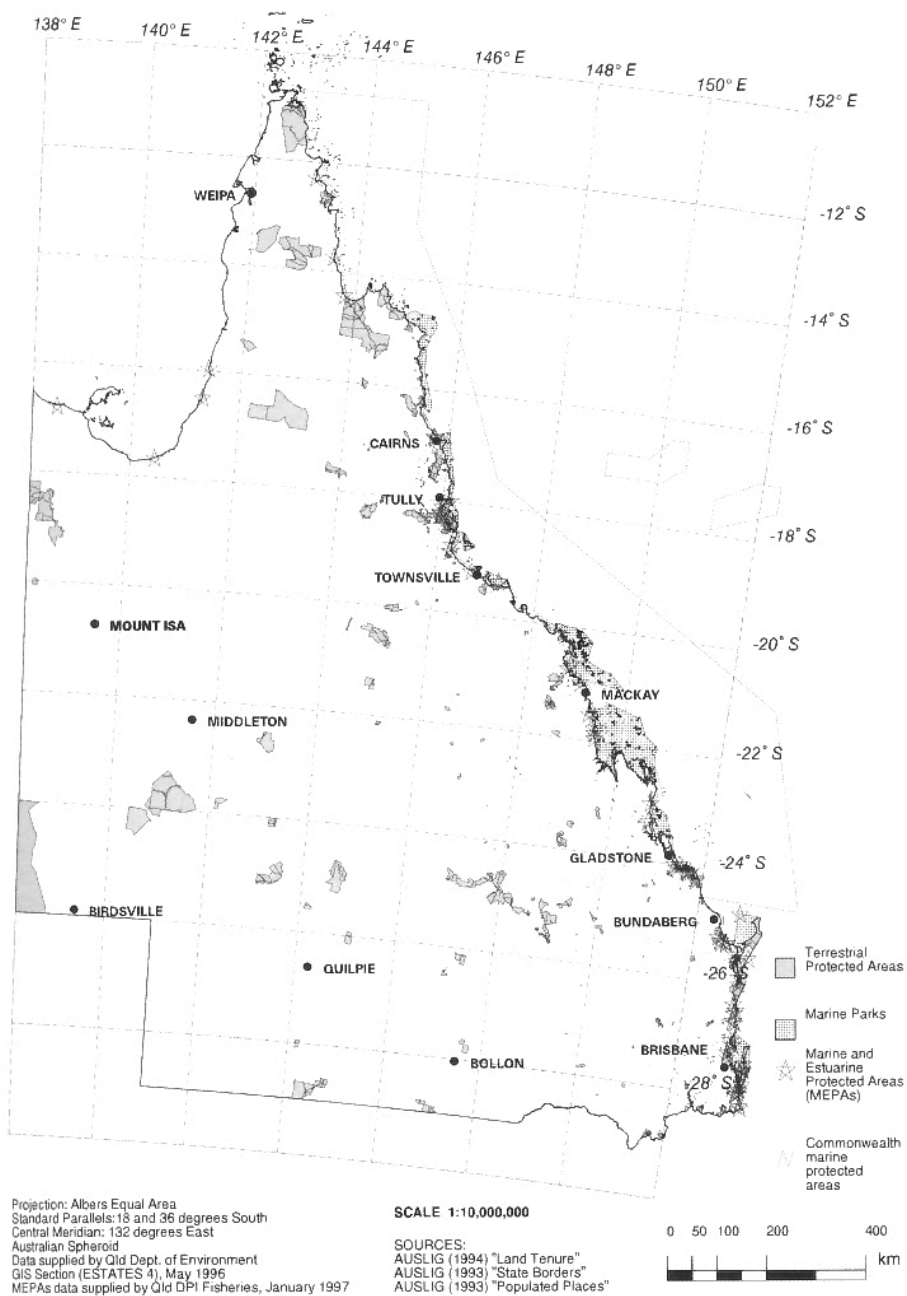 138° E
140° E
142° E
144° E
146° E
148° E
150° E
152° E
-12° S
-14° S
-16° S
-18° S
-20° S
-22° S
-24° S
-26° S
-28° S
WEIPA
CAIRNS
TULLY
TOWNSVILLE
MOUNT ISA
MACKAY
MIDDLETON
GLADSTONE
BIRDSVILLE
BUNDABERG
QUILPIE
BRISBANE
BOLLON
Terrestrial
Protected Areas
Marine Parks
Marine and
Estuarine
Protected Areas
(MEPAs)
Commonwealth
marine
protected
areas
Projection: Albers Equal Area
Standard Parallels:18 and 36 degrees South
Central Meridian: 132 degrees East
Australian Spheroid
Data supplied by Qld Dept. of Environment
GIS Section (ESTATES 4), May 1996
MEPAs data supplied by Qld DPI Fisheries, January 1997
SCALE 1:10,000,000
SOURCES:
AUSLIG (1994) "Land Tenure"
AUSLIG (1993) "State Borders"
AUSLIG (1993) "Populated Places"
0 50 100 200 400
km